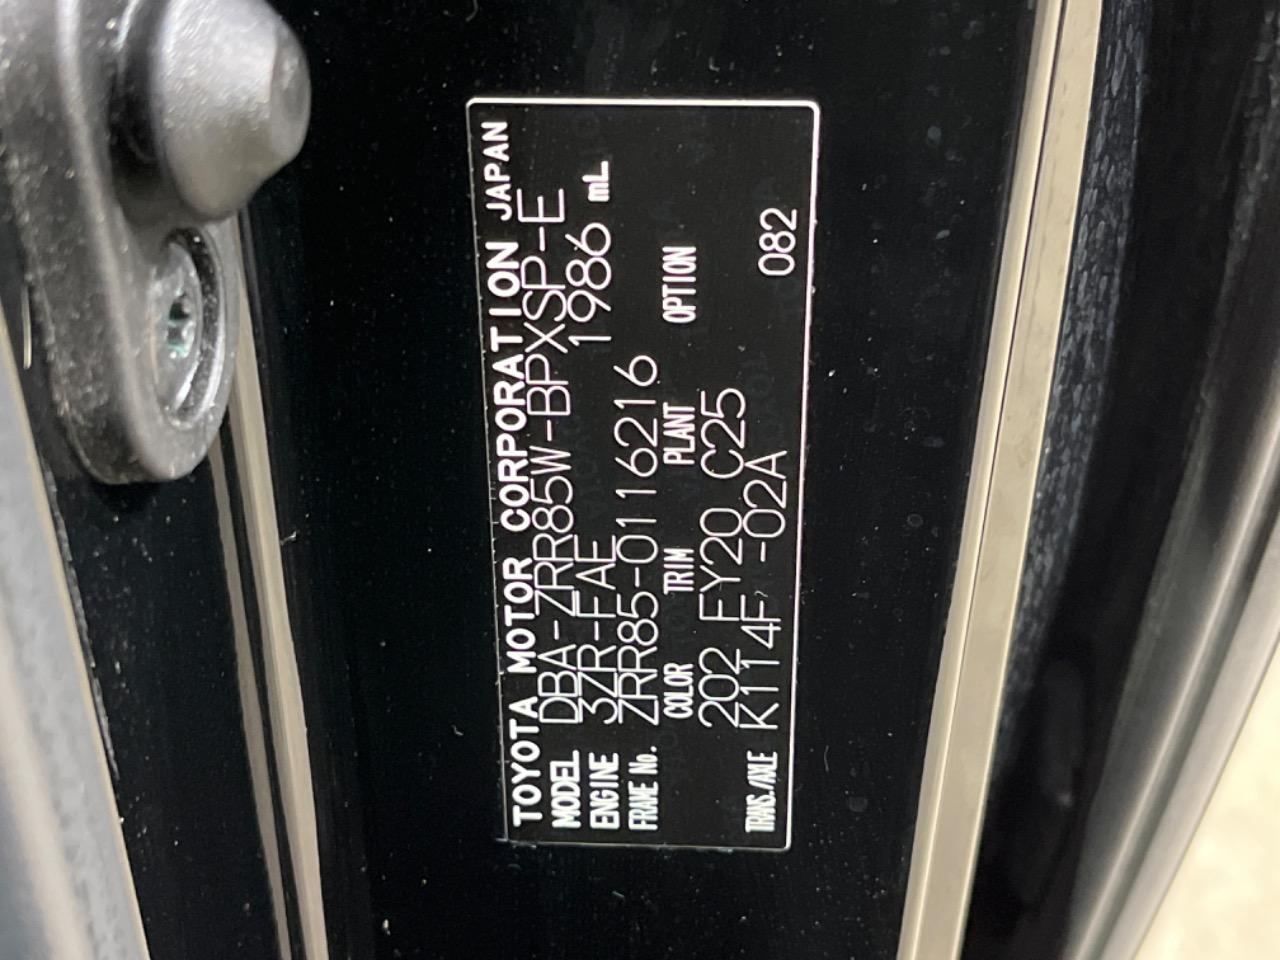 TOYOTA MOTOR CORPORATION JAPAN
MODEL DBA-ZRR85W-BPXSP-E
ENGINE 3ZR-FAE 1986 mL
FRAME No. ZRR85-0116216
COLOR TRIM PLANT OPTION
202 FY20 C25
TRANS./AXLE K114F -02A 082